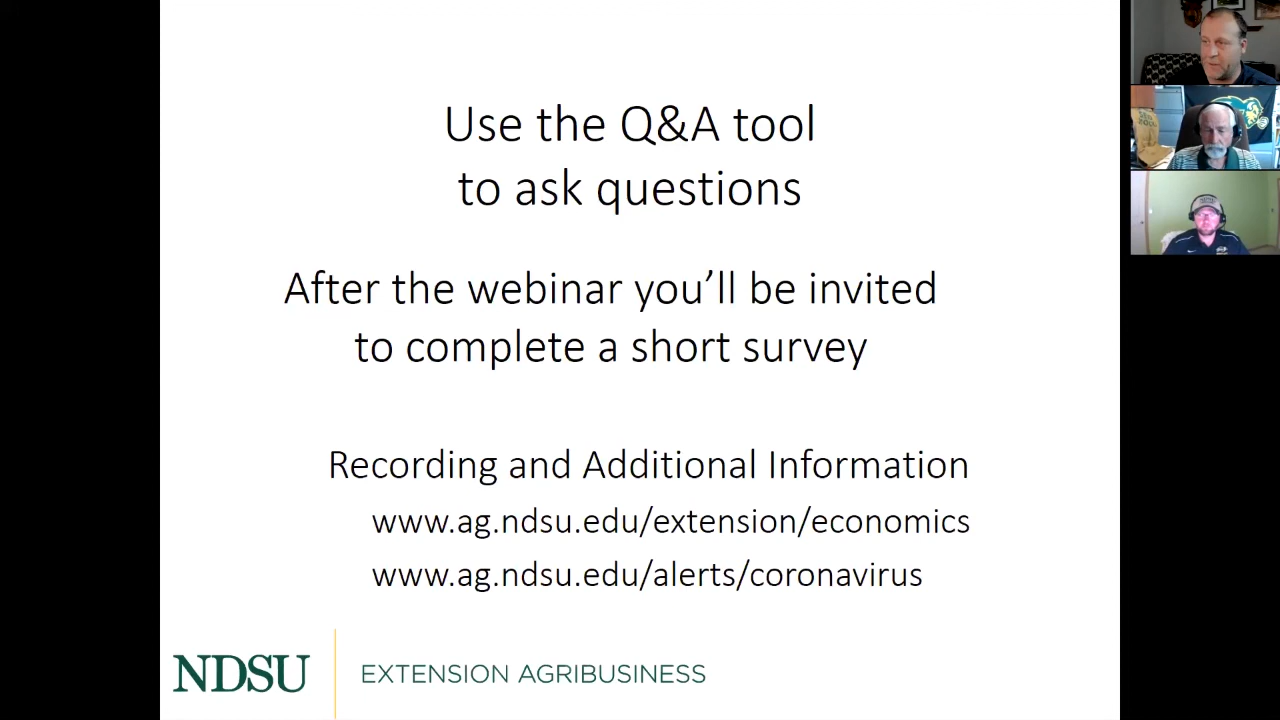 Use the Q&A tool
to ask questions
After the webinar you’ll be invited
to complete a short survey
Recording and Additional Information
www.ag.ndsu.edu/extension/economics
www.ag.ndsu.edu/alerts/coronavirus
NDSU
EXTENSION AGRIBUSINESS